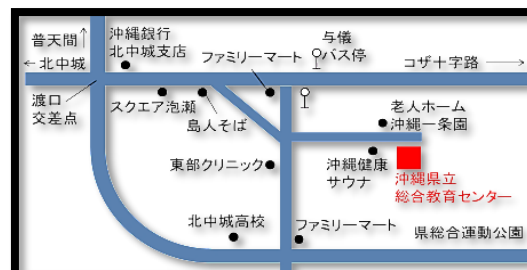 普天間
沖縄銀行
北中城支店
与儀
バス停
ファミリーマート
←北中城
コザ十字路
渡口
交差点
スクエア泡瀬
島人そば
老人ホーム
沖縄一条園
東部クリニック
沖縄健康
サウナ
沖縄県立
総合教育センター
北中城高校
ファミリーマート
県総合運動公園